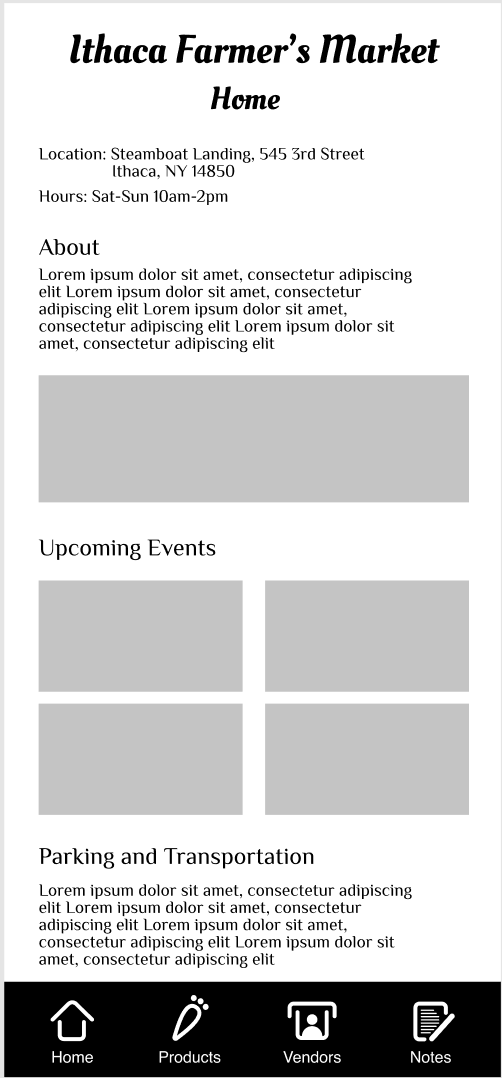 Ithaca Farmer's Market
Home
Location: Steamboat Landing, 545 3rd Street
Ithaca, NY 14850
Hours: Sat-Sun 10am-2pm
About
Lorem ipsum dolor sit amet, consectetur adipiscing
elit Lorem ipsum dolor sit amet, consectetur
adipiscing elit Lorem ipsum dolor sit amet,
consectetur adipiscing elit Lorem ipsum dolor sit
amet, consectetur adipiscing elit
Upcoming Events
Parking and Transportation
Lorem ipsum dolor sit amet, consectetur adipiscing
elit Lorem ipsum dolor sit amet, consectetur
adipiscing elit Lorem ipsum dolor sit amet,
consectetur adipiscing elit Lorem ipsum dolor sit
amet, consectetur adipiscing elit
Home Products Vendors Notes